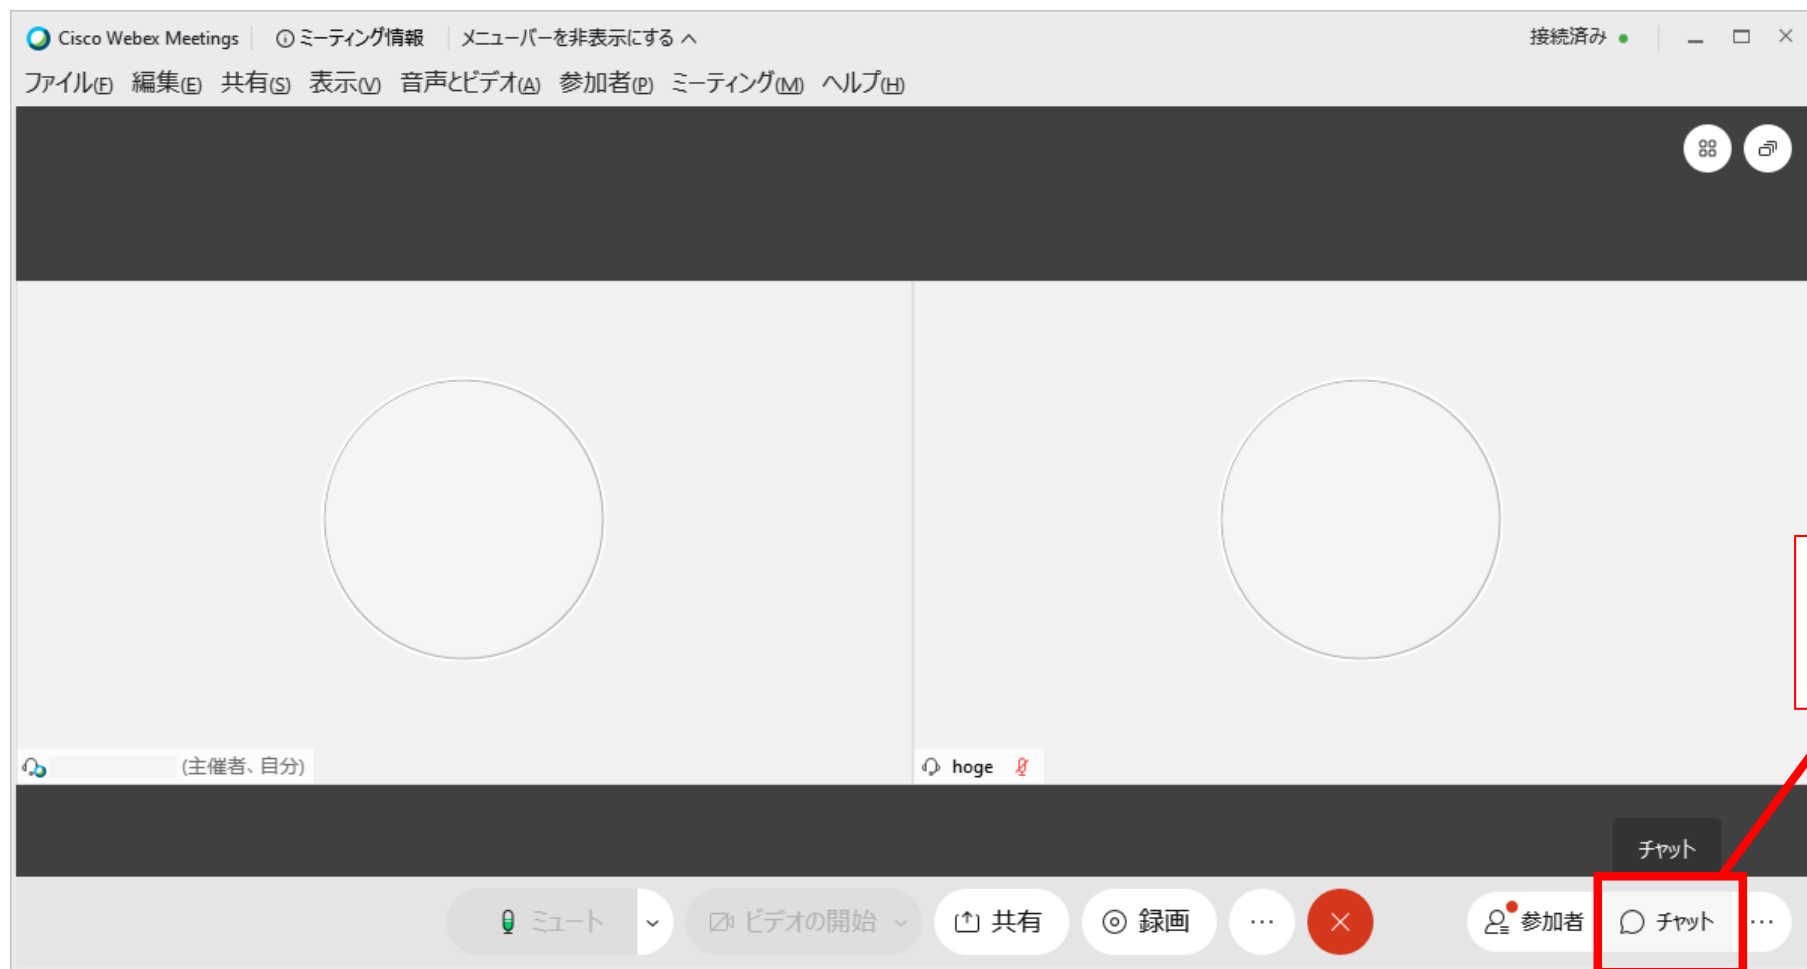 Cisco Webex Meetings ミーティング情報 メニューバーを非表示にする 接続済み
ファイル(F) 編集(E) 共有(S) 表示(V) 音声とビデオ(A) 参加者(P) ミーティング(M) ヘルプ(H)
(主催者、自分) hoge
チャット
ミュート ビデオの開始 共有 録画 … 参加者 チャット …